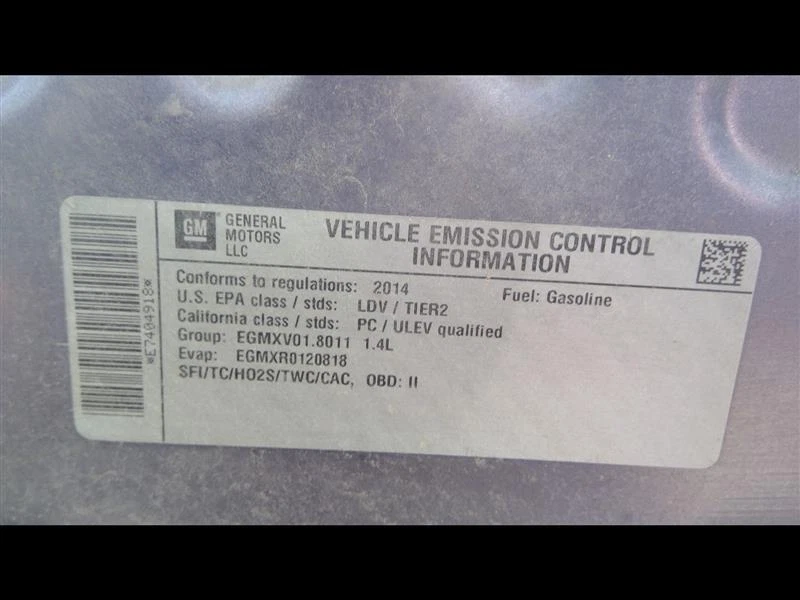 *E7404918*
GM
GENERAL
MOTORS
LLC
VEHICLE EMISSION CONTROL
INFORMATION
Conforms to regulations: 2014 Fuel: Gasoline
U.S. EPA class / stds: LDV / TIER2
California class / stds: PC / ULEV qualified
Group: EGMXV01.8011 1.4L
Evap: EGMXR0120818
SFI/TC/HO2S/TWC/CAC, OBD: II